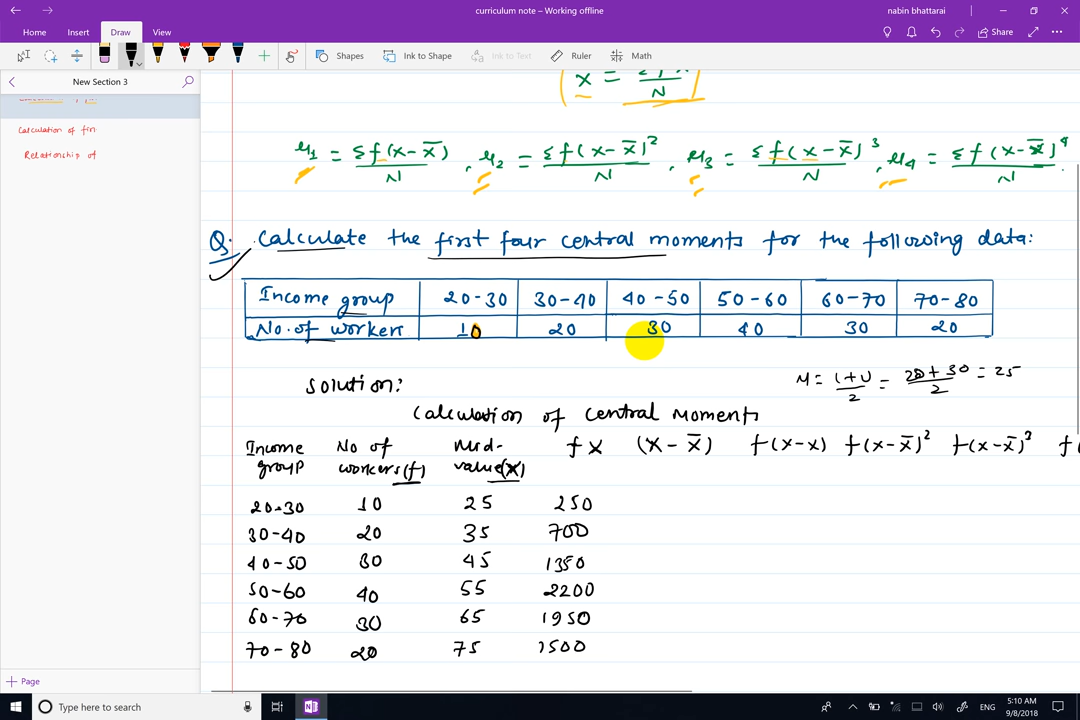 curriculum note – Working offline
nabin bhattarai
Home Insert Draw View
Share
Shapes Ink to Shape Ink to Text Ruler Math
New Section 3
Calculation of fin
Relationship of
x = Σfx/N
μ1 = Σf(x-x̅)/N , μ2 = Σf(x-x̅)²/N , μ3 = Σf(x-x̅)³/N , μ4 = Σf(x-x̅)⁴/N
Q. Calculate the first four central moments for the following data:
Income group 20-30 30-40 40-50 50-60 60-70 70-80
No. of workers 10 20 30 40 30 20
Solution:
M = (L+U)/2 = (20+30)/2 = 25
Calculation of central Moments
Income group No of workers(f) Mid-value(x) fx (x-x̅) f(x-x) f(x-x̅)² f(x-x̅)³ f(
20-30 10 25 250
30-40 20 35 700
40-50 30 45 1350
50-60 40 55 2200
60-70 30 65 1950
70-80 20 75 1500
Page
Type here to search
ENG
5:10 AM
9/8/2018